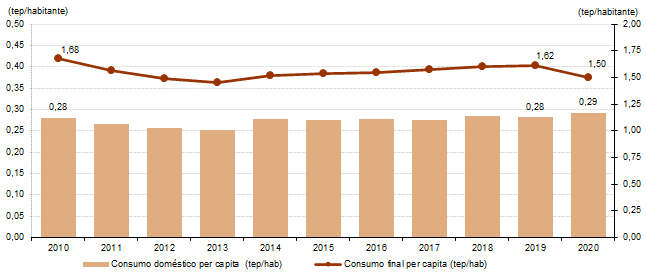 (tep/habitante) (tep/habitante)
0,50 2,00
0,45 1,75
0,40 1,50
0,35 1,25
0,30 1,00
0,25 0,75
0,20 0,50
0,15 0,25
0,10 0,00
0,05
0,00
1,68 1,62 1,50
0,28 0,28 0,29
2010 2011 2012 2013 2014 2015 2016 2017 2018 2019 2020
Consumo doméstico per capita (tep/hab) Consumo final per capita (tep/hab)